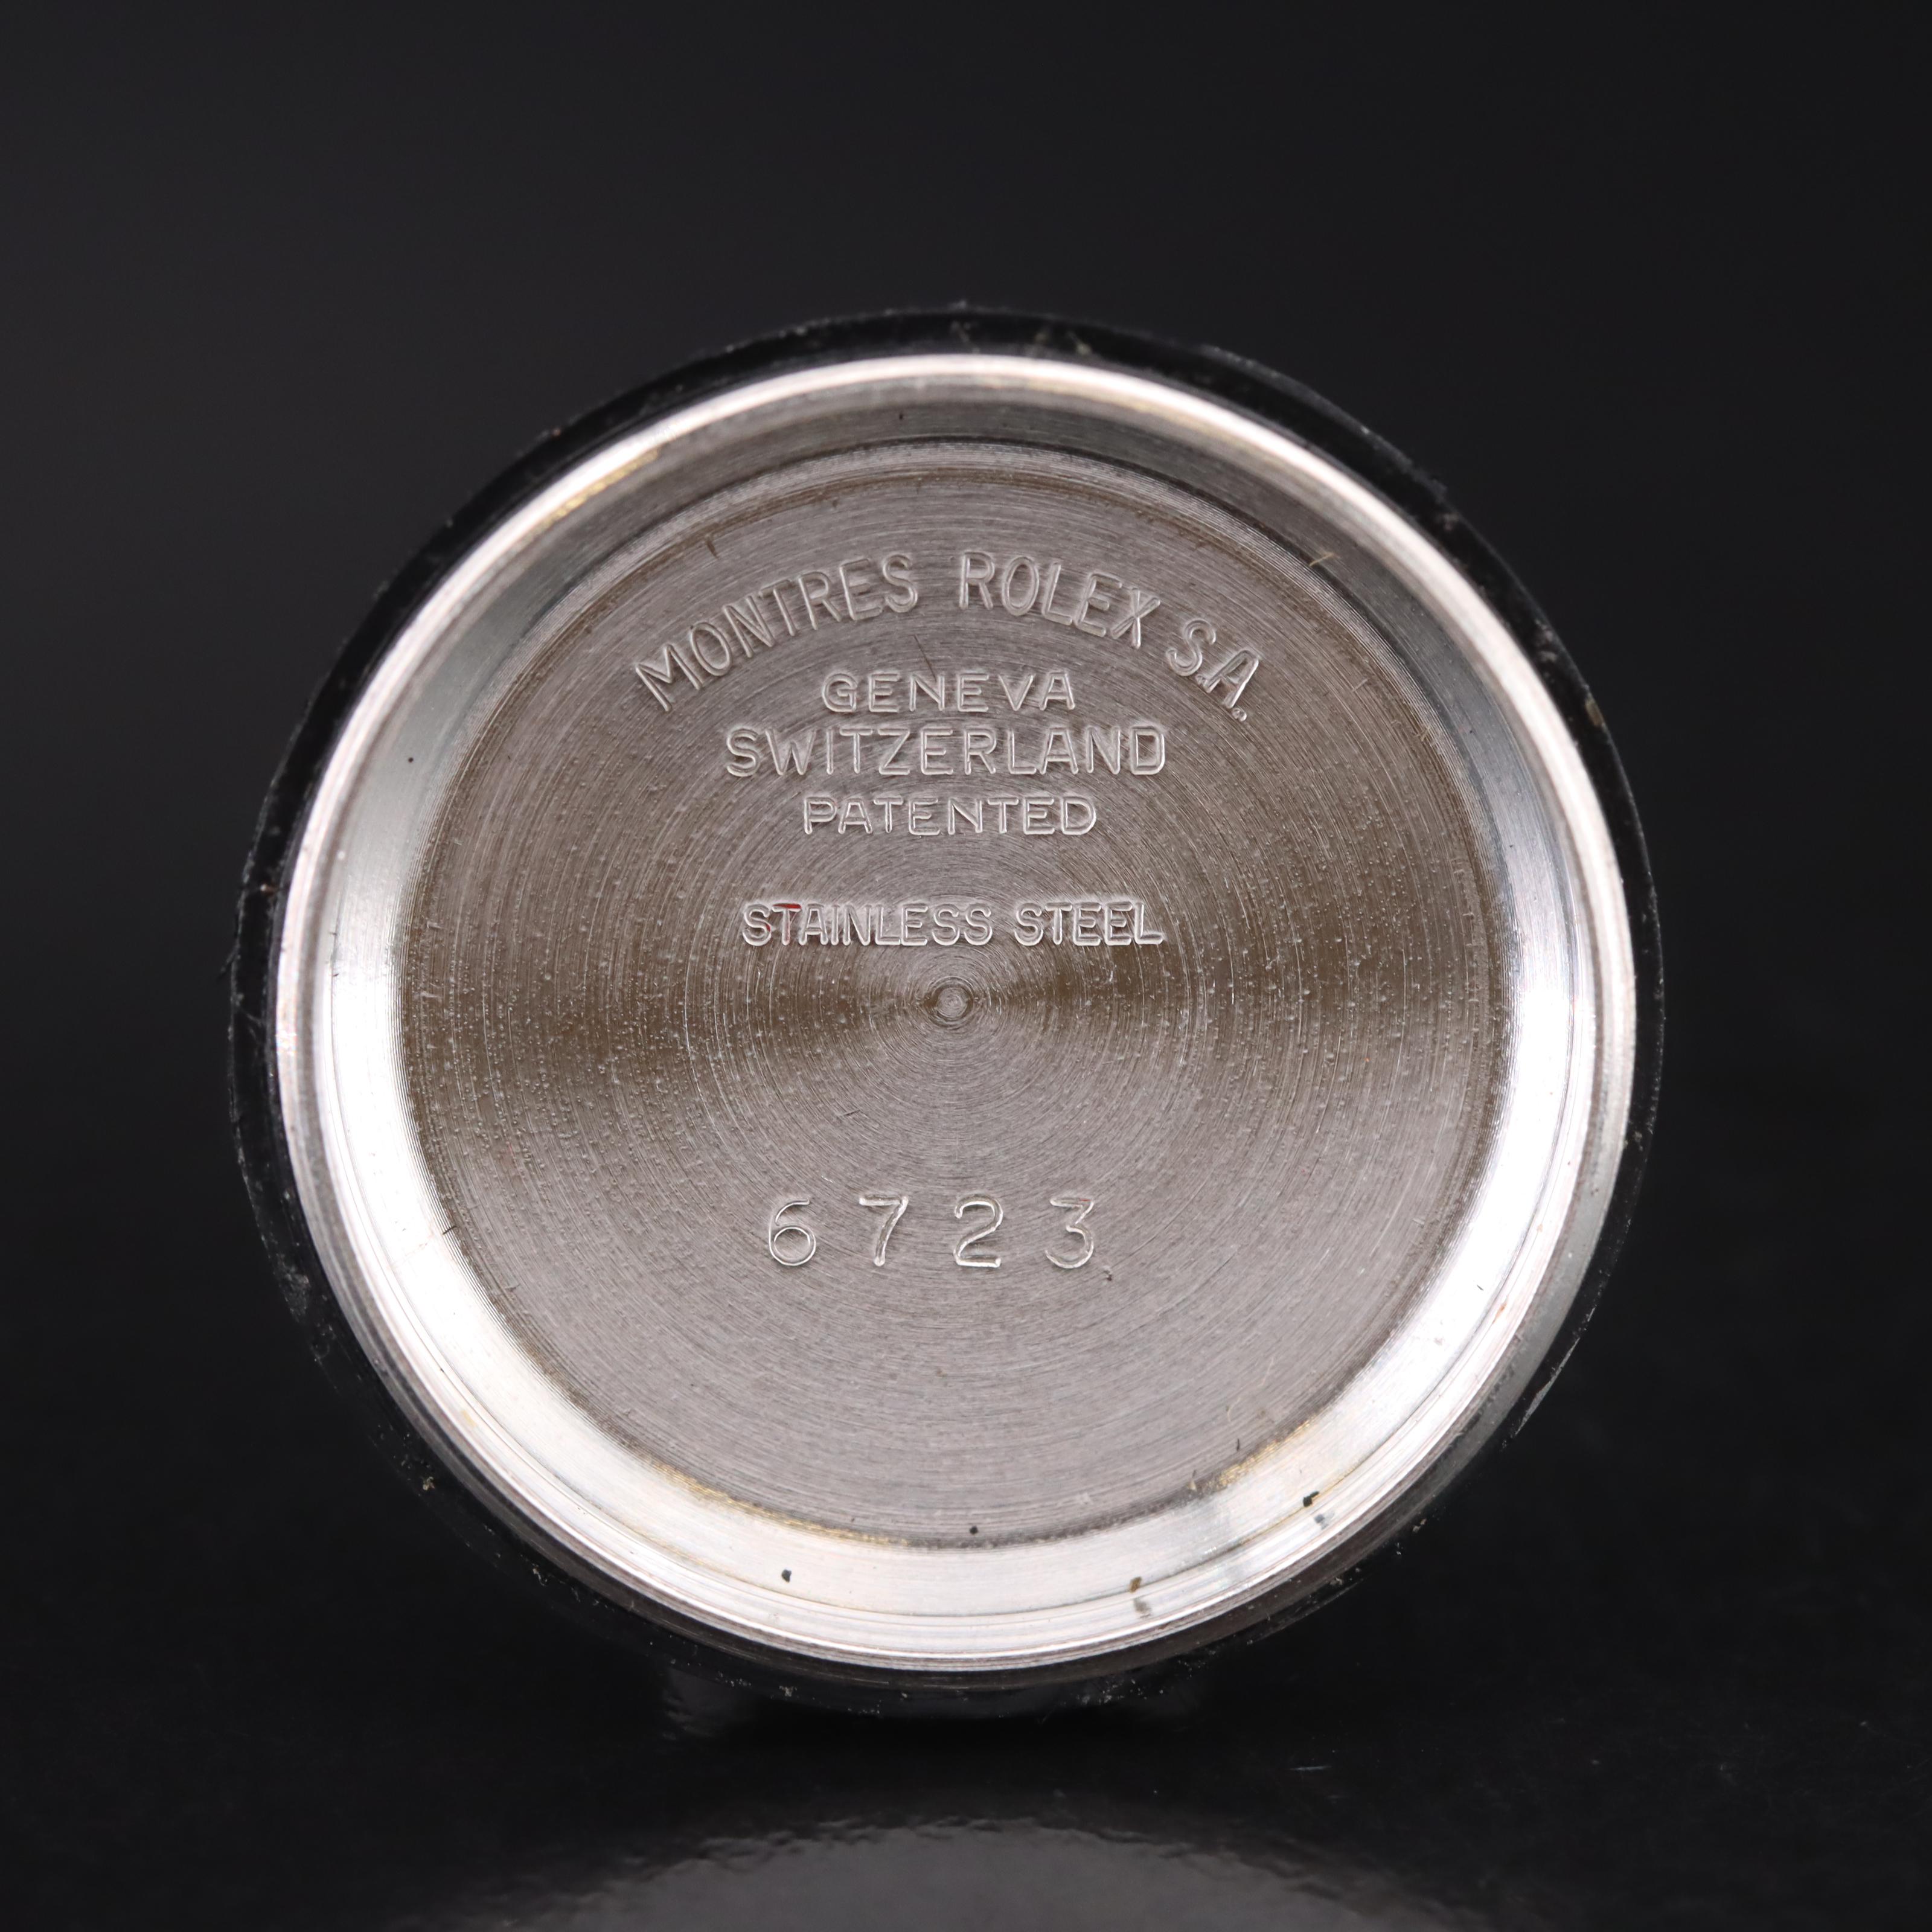 MONTRES ROLEX S.A.
GENEVA
SWITZERLAND
PATENTED
STAINLESS STEEL
6723